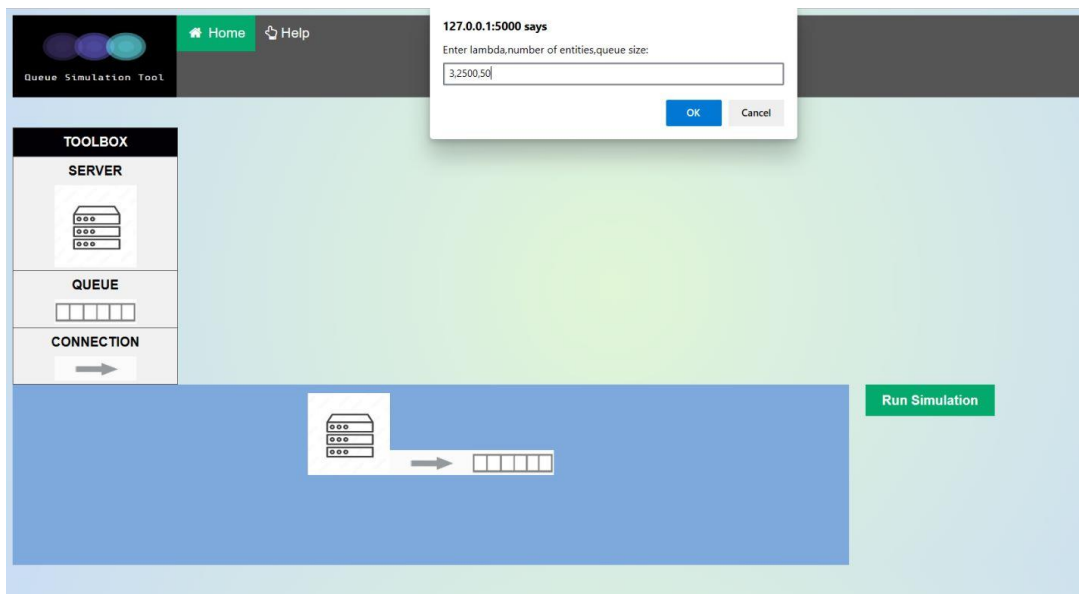 Home
Help
Queue Simulation Tool
127.0.0.1:5000 says
Enter lambda,number of entities,queue size:
3,2500,50
OK
Cancel
TOOLBOX
SERVER
QUEUE
CONNECTION
Run Simulation